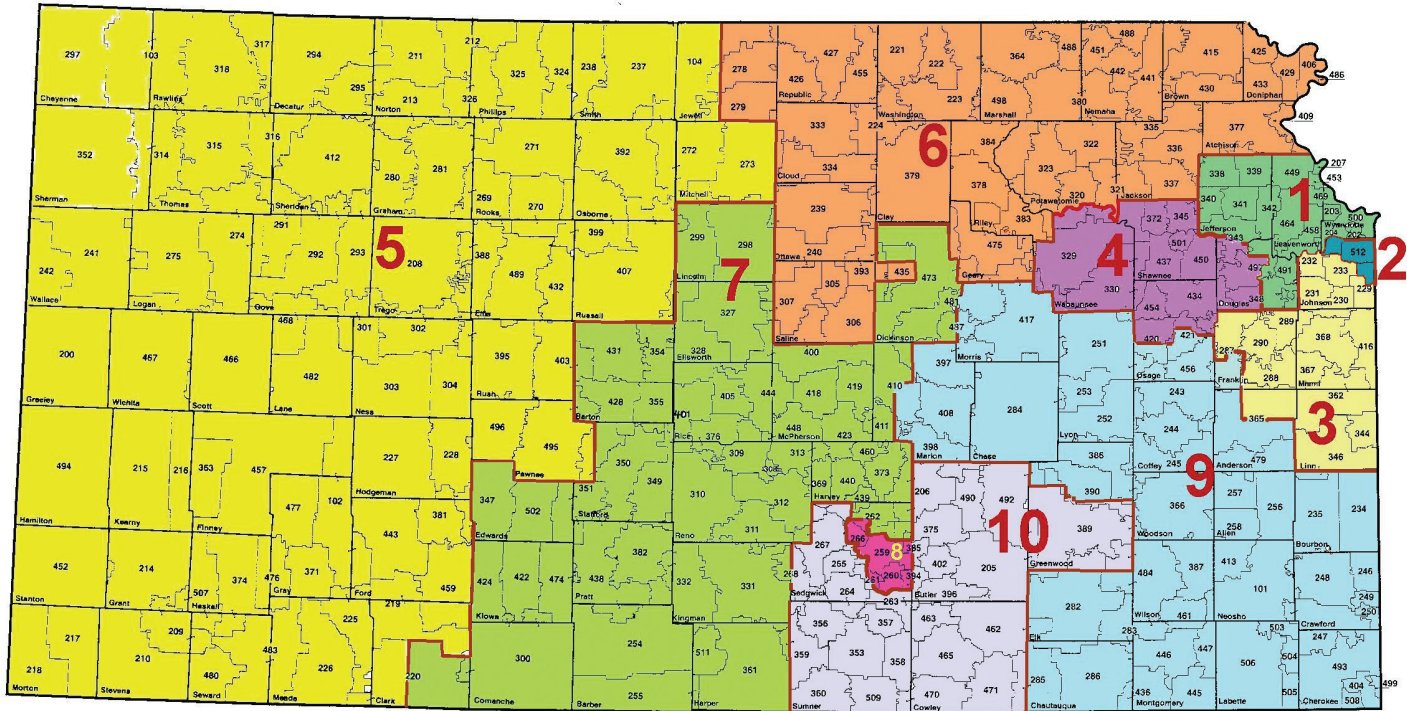 297 103 317 294 211 212 325 324 238 237 104 278 427 426 455 221 222 364 488 451 488 442 441 415 425 429 406 486
318 295 213 326 279 223 498 380 430 433
Cheyenne Rawlins Decatur Norton Phillips Smith Jewell Republic Washington Marshall Nemaha Brown Doniphan
409
352 314 315 316 412 280 281 271 392 272 273 333 224 6 384 322 335 377
334 379 323 336
269 270 378 320 321 337
Sherman Thomas Sheridan Graham Rooks Osborne Mitchell Cloud Clay Riley Potawatomie Jackson Atchison
207
453
338 339 449 1 469
340 341 342 203 500
239 383 372 345 464 458 204 202
Jefferson Leavenworth Wyandotte
242 241 275 274 291 292 293 5 208 388 489 432 399 407 299 298 7 240 393 435 473 475 329 4 501 437 450 343 497 491 232 233 512 2
305 330 434 348 231 230 229
307 306 481 487 454
Wallace Logan Gove Trego Ellis Russell Lincoln Ottawa Saline Dickinson Geary Wabaunsee Shawnee Douglas Johnson
200 467 466 468 482 301 302 303 304 395 403 431 354 327 328 400 417 251 420 421 287 289 290 288 368 416
367
428 355 401 405 444 418 419 410 397 253 252 456 243 362
376 448 423 411 408 284 244 365 344
Greeley Wichita Scott Lane Ness Rush Barton Ellsworth Rice McPherson Marion Morris Chase Lyon Osage Franklin Miami
398 3
494 215 216 363 457 227 228 496 495 350 349 309 308 313 460 373 386 245 9 479 346
Hamilton Kearny Finney Hodgeman Pawnee Stafford Reno Harvey Coffey Anderson Linn
477 102 381 347 502 351 310 312 369 440 439 206 490 492 10 390 366 257 256 235 234
443 311 262 375 389 258
Edwards Butler Greenwood Woodson Allen Bourbon
452 214 507 374 476 371 459 424 422 474 438 382 332 331 268 267 266 265 264 259 8 260 261 385 394 402 205 484 387 413 101 248 246
263 396 461 249 250
Stanton Grant Haskell Gray Ford Kiowa Pratt Kingman Sedgwick Wilson Neosho Crawford
217 209 219 225 254 356 357 463 462 282 283 503 247
218 210 480 483 226 220 300 255 511 361 359 353 358 465 285 286 446 447 506 504 493
360 509 470 471 436 445 505 404 508 499
Morton Stevens Seward Meade Clark Comanche Barber Harper Sumner Cowley Elk Chautauqua Montgomery Labette Cherokee